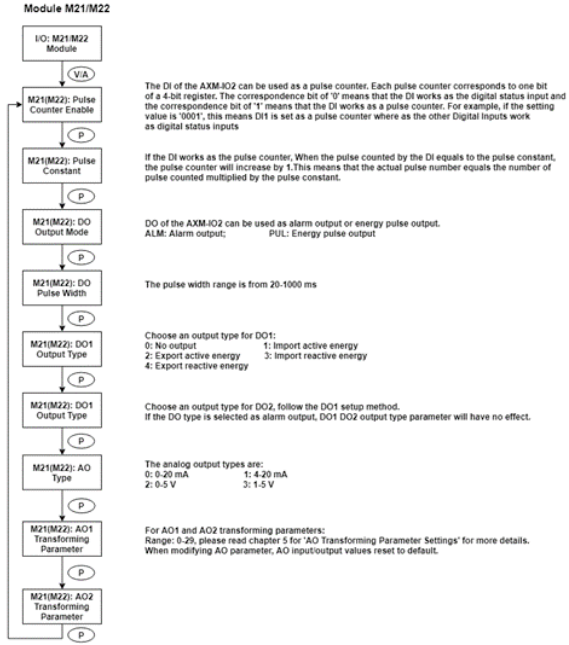 Module M21/M22
I/O: M21/M22
Module
V/A
M21(M22): Pulse
Counter Enable
The DI of the AXM-IO2 can be used as a pulse counter. Each pulse counter corresponds to one bit
of a 4-bit register. The correspondence bit of '0' means that the DI works as the digital status input and
the correspondence bit of '1' means that the DI works as a pulse counter. For example, if the setting
value is '0001', this means DI1 is set as a pulse counter where as the other Digital Inputs work
as digital status inputs
P
M21(M22): Pulse
Constant
If the DI works as the pulse counter, When the pulse counted by the DI equals to the pulse constant,
the pulse counter will increase by 1.This means that the actual pulse number equals the number of
pulse counted multiplied by the pulse constant.
P
M21(M22): DO
Output Mode
DO of the AXM-IO2 can be used as alarm output or energy pulse output.
ALM: Alarm output; PUL: Energy pulse output
P
M21(M22): DO
Pulse Width
The pulse width range is from 20-1000 ms
P
M21(M22): DO1
Output Type
Choose an output type for DO1:
0: No output 1: Import active energy
2: Export active energy 3: Import reactive energy
4: Export reactive energy
P
M21(M22): DO1
Output Type
Choose an output type for DO2, follow the DO1 setup method.
If the DO type is selected as alarm output, DO1 DO2 output type parameter will have no effect.
P
M21(M22): AO
Type
The analog output types are:
0: 0-20 mA 1: 4-20 mA
2: 0-5 V 3: 1-5 V
P
M21(M22): AO1
Transforming
Parameter
For AO1 and AO2 transforming parameters:
Range: 0-29, please read chapter 5 for 'AO Transforming Parameter Settings' for more details.
When modifying AO parameter, AO input/output values reset to default.
P
M21(M22): AO2
Transforming
Parameter
P